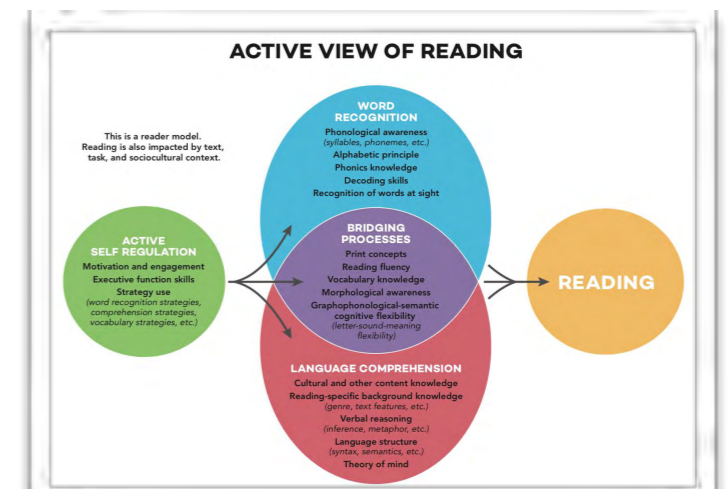 ACTIVE VIEW OF READING
This is a reader model.
Reading is also impacted by text,
task, and sociocultural context.
WORD
RECOGNITION
Phonological awareness
(syllables, phonemes, etc.)
Alphabetic principle
Phonics knowledge
Decoding skills
Recognition of words at sight
ACTIVE
SELF REGULATION
Motivation and engagement
Executive function skills
Strategy use
(word recognition strategies,
comprehension strategies,
vocabulary strategies, etc.)
BRIDGING
PROCESSES
Print concepts
Reading fluency
Vocabulary knowledge
Morphological awareness
Graphophonological-semantic
cognitive flexibility
(letter-sound-meaning
flexibility)
LANGUAGE COMPREHENSION
Cultural and other content knowledge
Reading-specific background knowledge
(genre, text features, etc.)
Verbal reasoning
(inference, metaphor, etc.)
Language structure
(syntax, semantics, etc.)
Theory of mind
READING